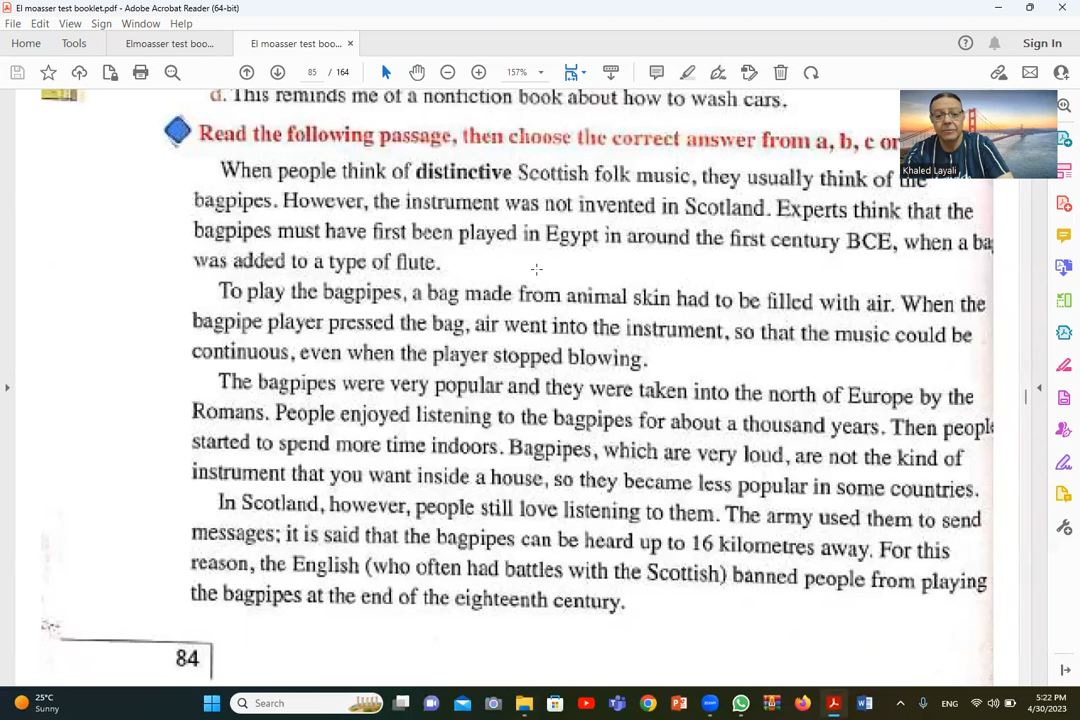 El moasser test booklet.pdf - Adobe Acrobat Reader (64-bit)
File Edit View Sign Window Help
Home Tools Elmoasser test boo... El moasser test boo... × Sign In
85 / 164 157%
d. This reminds me of a nonfiction book about how to wash cars.
Read the following passage, then choose the correct answer from a, b, c or
Khaled Layali
When people think of distinctive Scottish folk music, they usually think of the
bagpipes. However, the instrument was not invented in Scotland. Experts think that the
bagpipes must have first been played in Egypt in around the first century BCE, when a ba
was added to a type of flute.
To play the bagpipes, a bag made from animal skin had to be filled with air. When the
bagpipe player pressed the bag, air went into the instrument, so that the music could be
continuous, even when the player stopped blowing.
The bagpipes were very popular and they were taken into the north of Europe by the
Romans. People enjoyed listening to the bagpipes for about a thousand years. Then people
started to spend more time indoors. Bagpipes, which are very loud, are not the kind of
instrument that you want inside a house, so they became less popular in some countries.
In Scotland, however, people still love listening to them. The army used them to send
messages; it is said that the bagpipes can be heard up to 16 kilometres away. For this
reason, the English (who often had battles with the Scottish) banned people from playing
the bagpipes at the end of the eighteenth century.
84
25°C
Sunny
Search
ENG
5:22 PM
4/30/2023